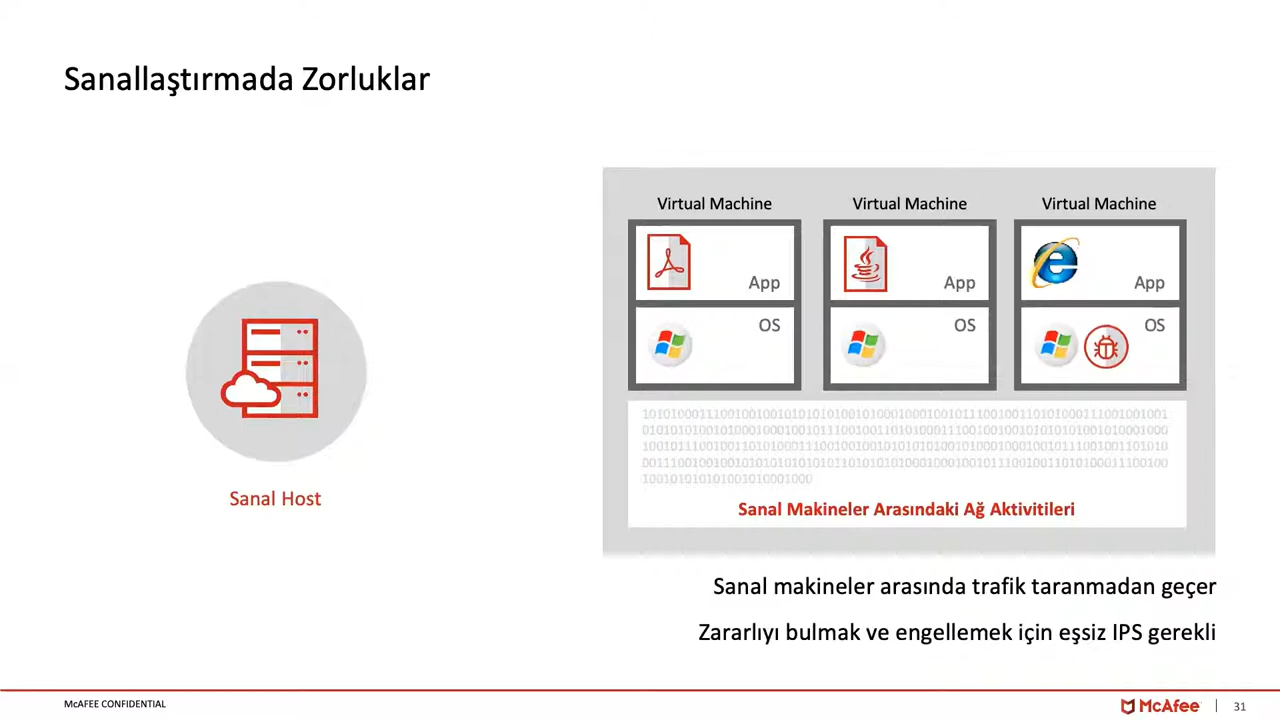 Sanallaştırmada Zorluklar
Virtual Machine
Virtual Machine
Virtual Machine
App
App
App
OS
OS
OS
Sanal Host
Sanal Makineler Arasındaki Ağ Aktivitileri
Sanal makineler arasında trafik taranmadan geçer
Zararlıyı bulmak ve engellemek için eşsiz IPS gerekli
McAFEE CONFIDENTIAL
McAfee
31